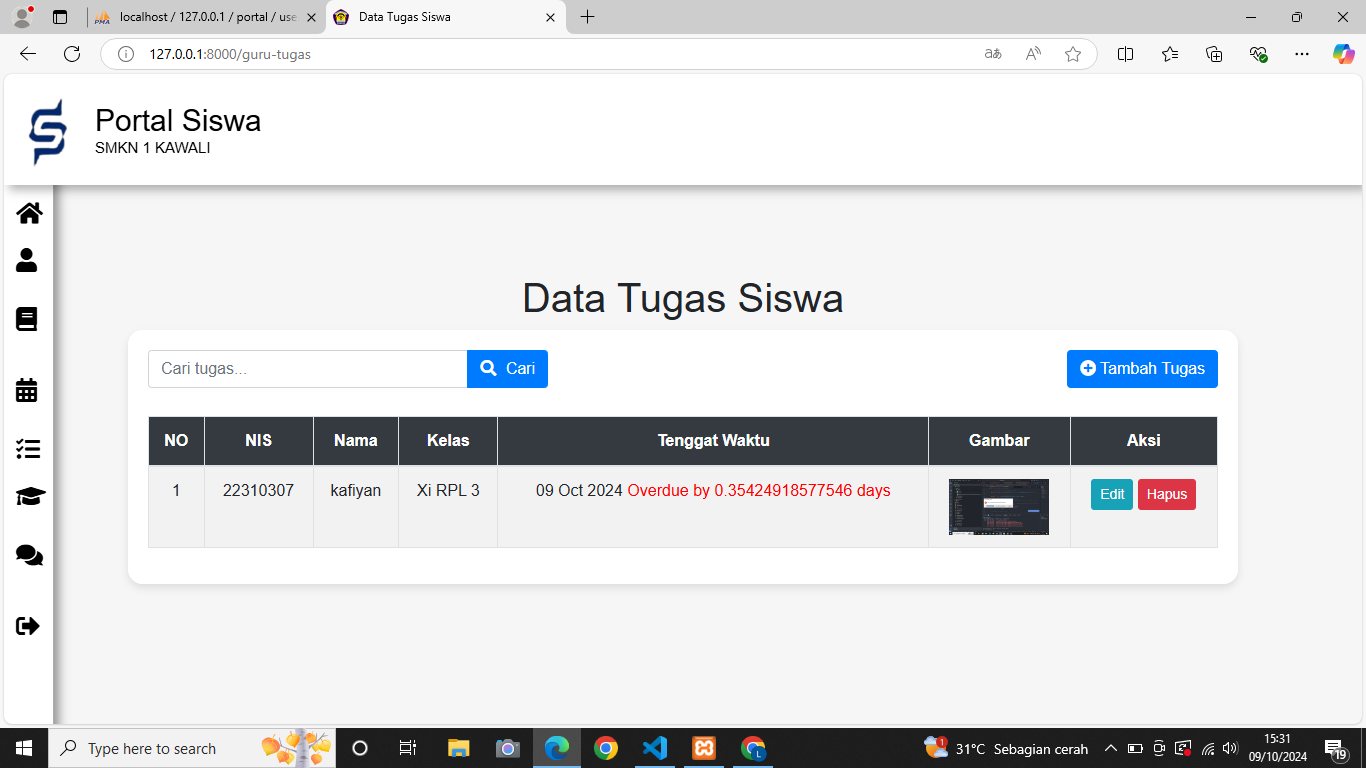 localhost / 127.0.0.1 / portal / use
Data Tugas Siswa
127.0.0.1:8000/guru-tugas
Portal Siswa
SMKN 1 KAWALI
Data Tugas Siswa
Cari tugas...
Cari
Tambah Tugas
NO NIS Nama Kelas Tenggat Waktu Gambar Aksi
1 22310307 kafiyan Xi RPL 3 09 Oct 2024 Overdue by 0.35424918577546 days Edit Hapus
Type here to search
31°C Sebagian cerah
15:31
09/10/2024
19